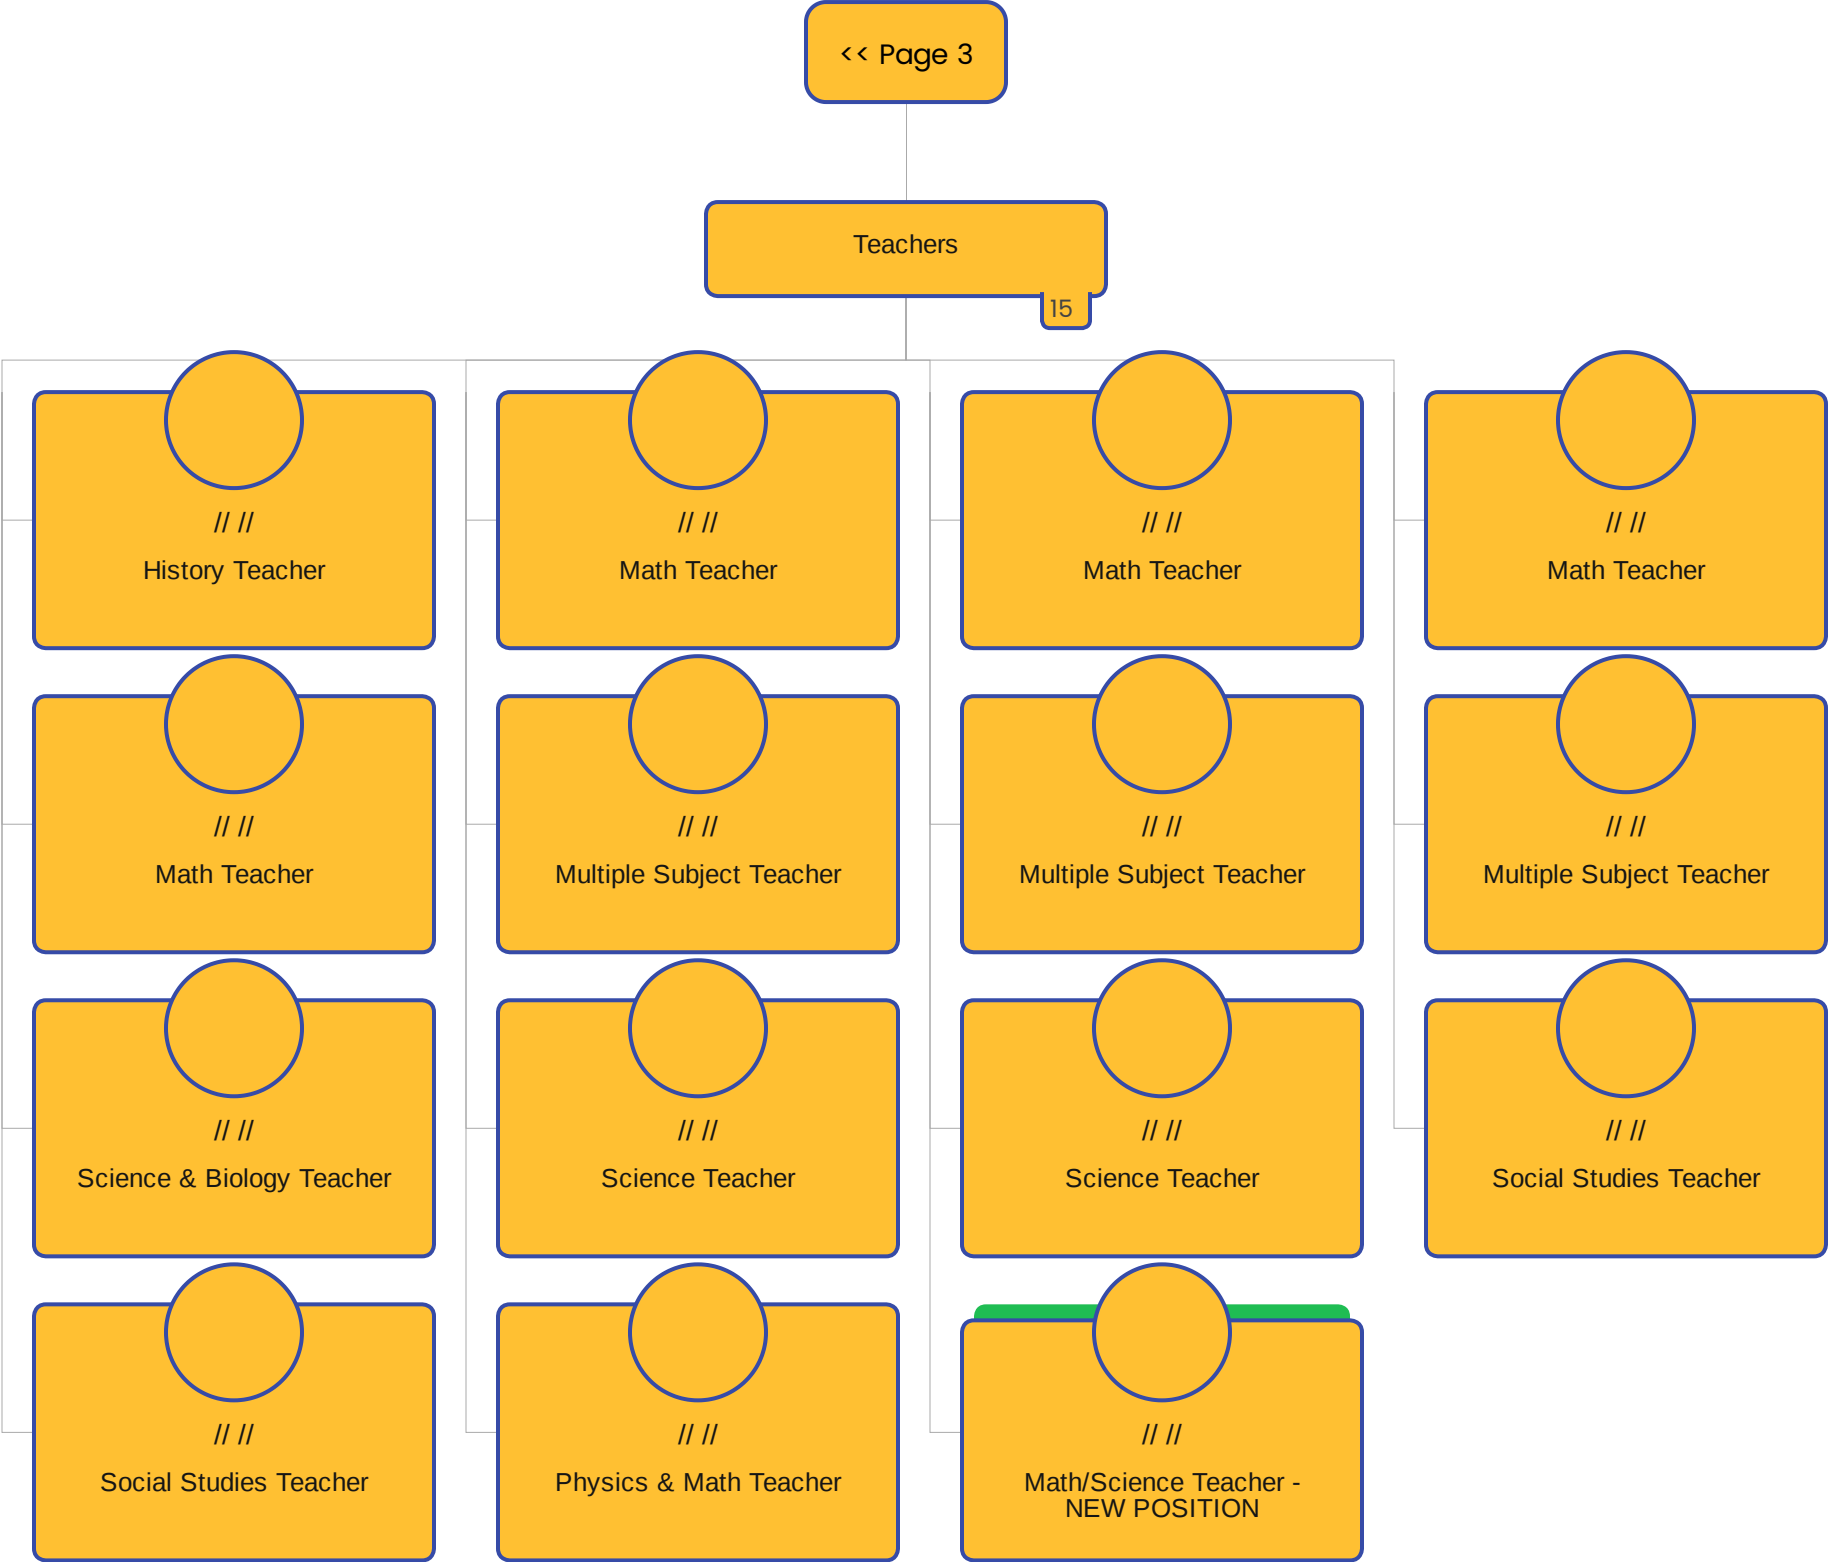 << Page 3
Teachers
15
// //
History Teacher
// //
Math Teacher
// //
Math Teacher
// //
Math Teacher
// //
Math Teacher
// //
Multiple Subject Teacher
// //
Multiple Subject Teacher
// //
Multiple Subject Teacher
// //
Science & Biology Teacher
// //
Science Teacher
// //
Science Teacher
// //
Social Studies Teacher
// //
Social Studies Teacher
// //
Physics & Math Teacher
// //
Math/Science Teacher -
NEW POSITION